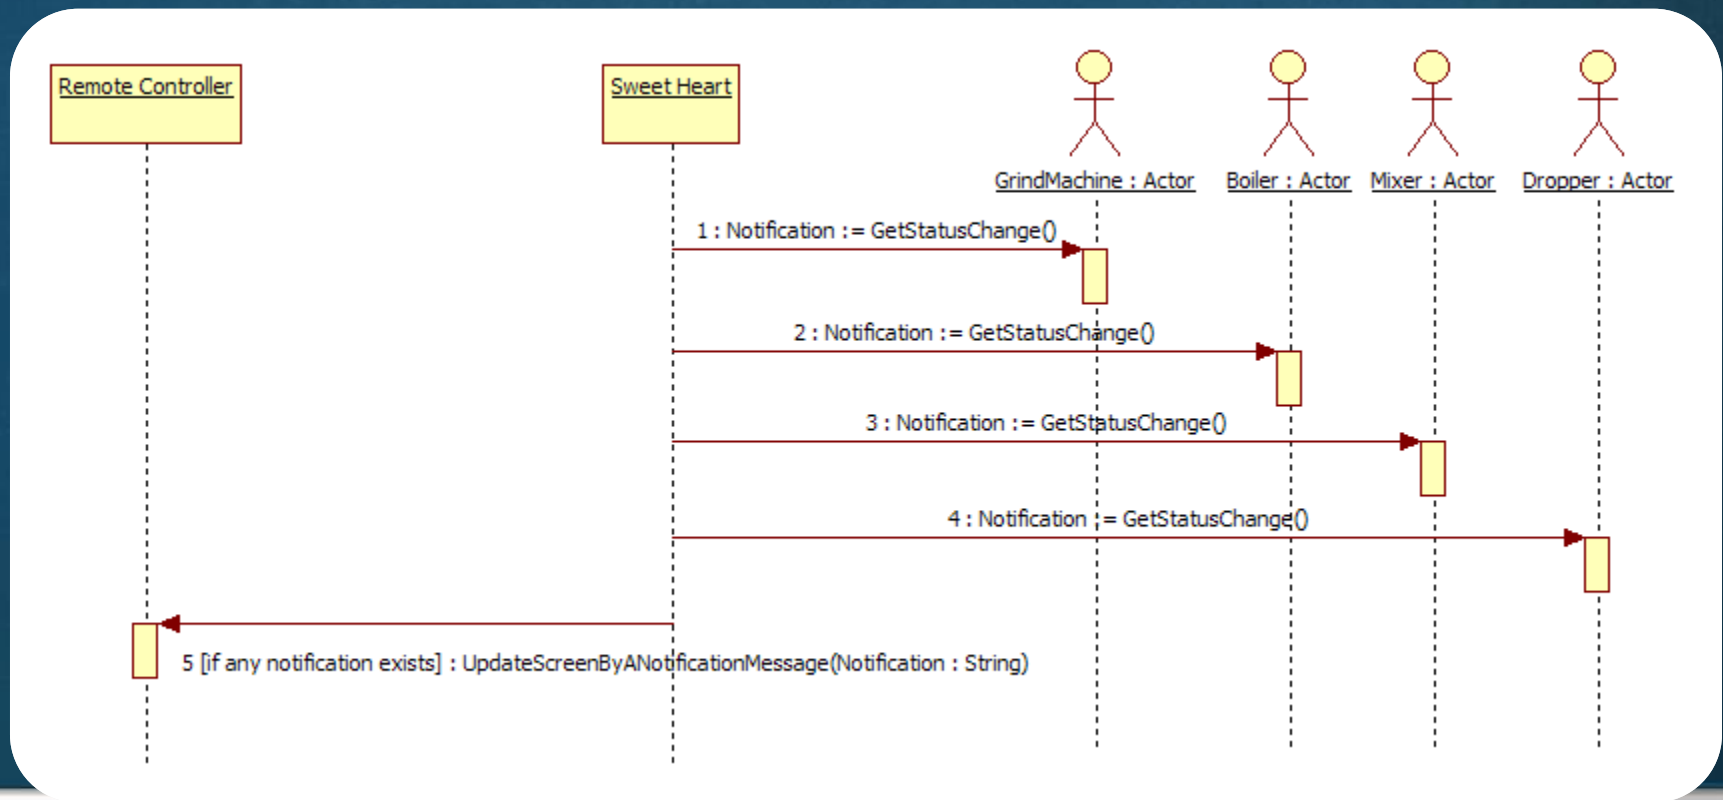 Remote Controller
Sweet Heart
GrindMachine : Actor
Boiler : Actor
Mixer : Actor
Dropper : Actor
1 : Notification := GetStatusChange()
2 : Notification := GetStatusChange()
3 : Notification := GetStatusChange()
4 : Notification := GetStatusChange()
5 [if any notification exists] : UpdateScreenByANotificationMessage(Notification : String)